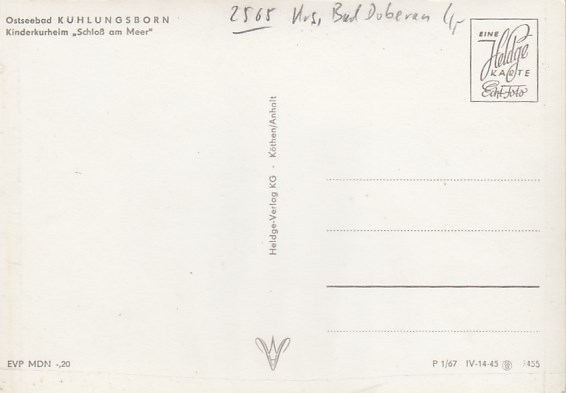 Ostseebad KÜHLUNGSBORN
Kinderkurheim „Schloß am Meer"
2565 Krs. Bad Doberan 4,-
EINE
Heldge
KARTE
Echt Foto
Heldge-Verlag KG · Köthen/Anhalt
EVP MDN -,20
P 1/67 IV-14-45 1455